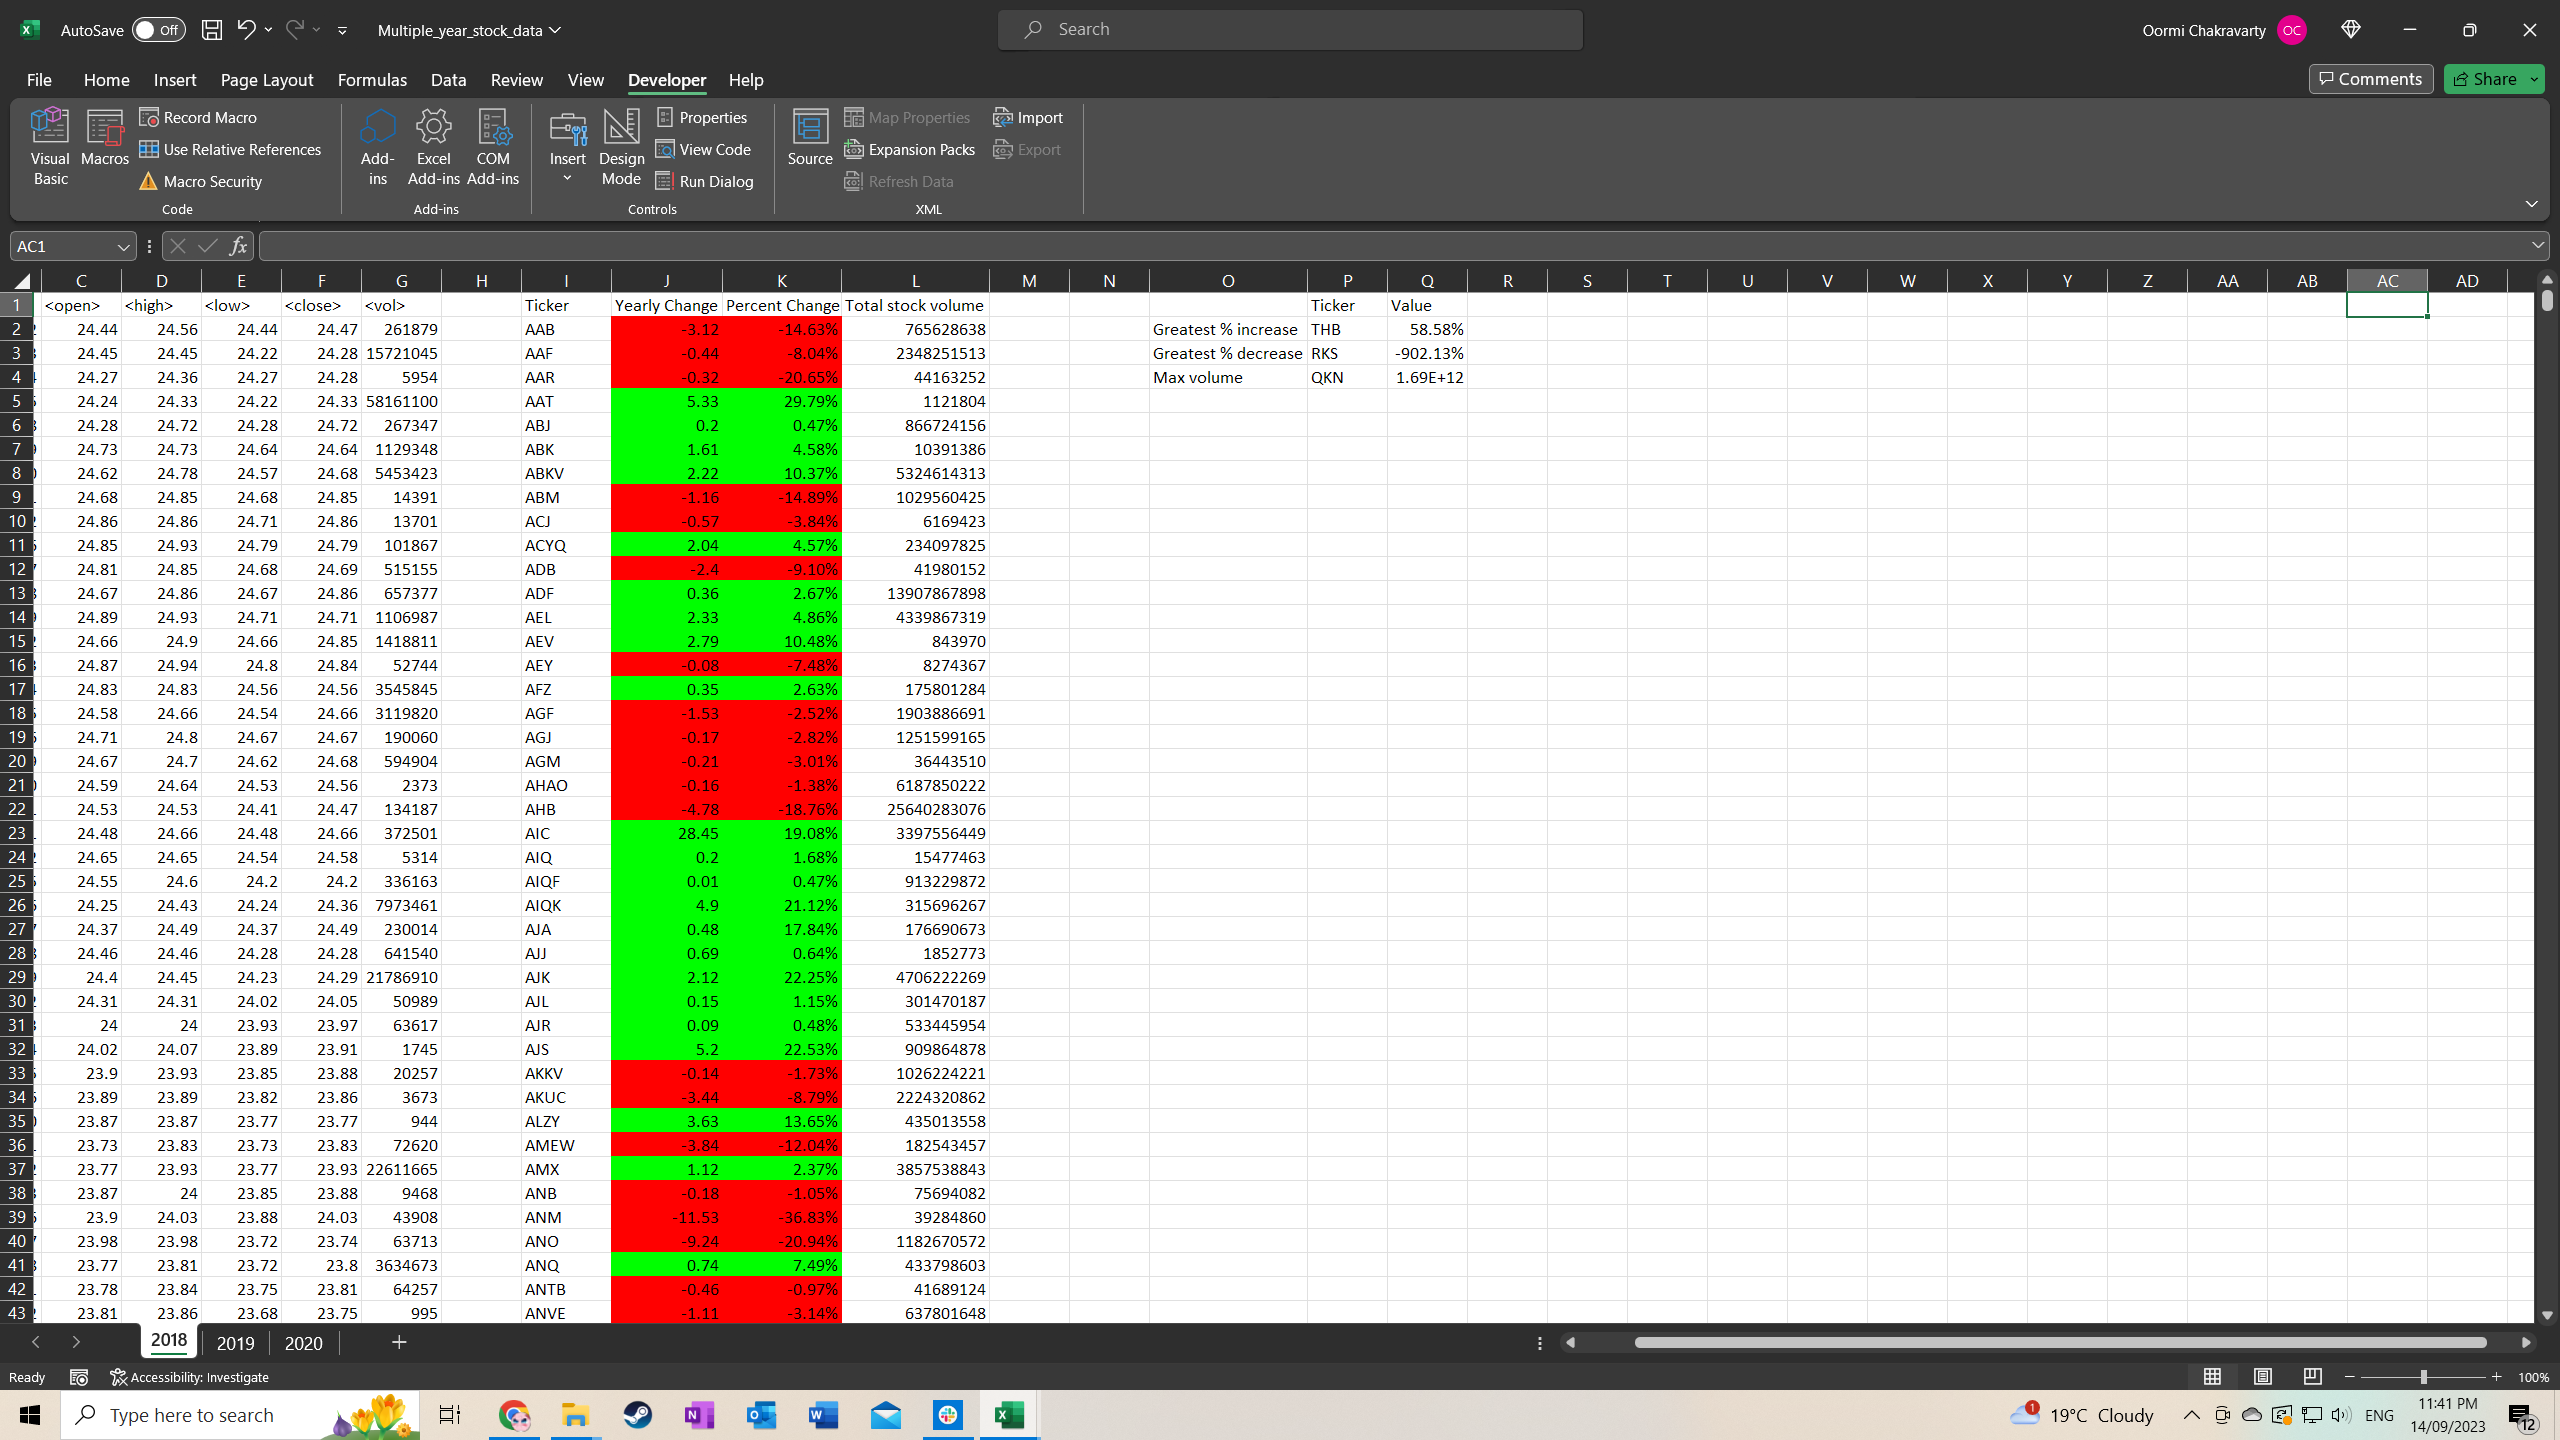 AutoSave Off Multiple_year_stock_data Search Oormi Chakravarty OC
File Home Insert Page Layout Formulas Data Review View Developer Help Comments Share
Visual Basic Macros Record Macro Use Relative References Macro Security Code
Add-ins Excel Add-ins COM Add-ins Add-ins
Insert Design Mode Properties View Code Run Dialog Controls
Source Map Properties Expansion Packs Refresh Data Import Export XML
AC1 fx
C D E F G H I J K L M N O P Q R S T U V W X Y Z AA AB AC AD
1 <open> <high> <low> <close> <vol> Ticker Yearly Change Percent Change Total stock volume Ticker Value
2 24.44 24.56 24.44 24.47 261879 AAB -3.12 -14.63% 765628638 Greatest % increase THB 58.58%
3 24.45 24.45 24.22 24.28 15721045 AAF -0.44 -8.04% 2348251513 Greatest % decrease RKS -902.13%
4 24.27 24.36 24.27 24.28 5954 AAR -0.32 -20.65% 44163252 Max volume QKN 1.69E+12
5 24.24 24.33 24.22 24.33 58161100 AAT 5.33 29.79% 1121804
6 24.28 24.72 24.28 24.72 267347 ABJ 0.2 0.47% 866724156
7 24.73 24.73 24.64 24.64 1129348 ABK 1.61 4.58% 10391386
8 24.62 24.78 24.57 24.68 5453423 ABKV 2.22 10.37% 5324614313
9 24.68 24.85 24.68 24.85 14391 ABM -1.16 -14.89% 1029560425
10 24.86 24.86 24.71 24.86 13701 ACJ -0.57 -3.84% 6169423
11 24.85 24.93 24.79 24.79 101867 ACYQ 2.04 4.57% 234097825
12 24.81 24.85 24.68 24.69 515155 ADB -2.4 -9.10% 41980152
13 24.67 24.86 24.67 24.86 657377 ADF 0.36 2.67% 13907867898
14 24.89 24.93 24.71 24.71 1106987 AEL 2.33 4.86% 4339867319
15 24.66 24.9 24.66 24.85 1418811 AEV 2.79 10.48% 843970
16 24.87 24.94 24.8 24.84 52744 AEY -0.08 -7.48% 8274367
17 24.83 24.83 24.56 24.56 3545845 AFZ 0.35 2.63% 175801284
18 24.58 24.66 24.54 24.66 3119820 AGF -1.53 -2.52% 1903886691
19 24.71 24.8 24.67 24.67 190060 AGJ -0.17 -2.82% 1251599165
20 24.67 24.7 24.62 24.68 594904 AGM -0.21 -3.01% 36443510
21 24.59 24.64 24.53 24.56 2373 AHAO -0.16 -1.38% 6187850222
22 24.53 24.53 24.41 24.47 134187 AHB -4.78 -18.76% 25640283076
23 24.48 24.66 24.48 24.66 372501 AIC 28.45 19.08% 3397556449
24 24.65 24.65 24.54 24.58 5314 AIQ 0.2 1.68% 15477463
25 24.55 24.6 24.2 24.2 336163 AIQF 0.01 0.47% 913229872
26 24.25 24.43 24.24 24.36 7973461 AIQK 4.9 21.12% 315696267
27 24.37 24.49 24.37 24.49 230014 AJA 0.48 17.84% 176690673
28 24.46 24.46 24.28 24.28 641540 AJJ 0.69 0.64% 1852773
29 24.4 24.45 24.23 24.29 21786910 AJK 2.12 22.25% 4706222269
30 24.31 24.31 24.02 24.05 50989 AJL 0.15 1.15% 301470187
31 24 24 23.93 23.97 63617 AJR 0.09 0.48% 533445954
32 24.02 24.07 23.89 23.91 1745 AJS 5.2 22.53% 909864878
33 23.9 23.93 23.85 23.88 20257 AKKV -0.14 -1.73% 1026224221
34 23.89 23.89 23.82 23.86 3673 AKUC -3.44 -8.79% 2224320862
35 23.87 23.87 23.77 23.77 944 ALZY 3.63 13.65% 435013558
36 23.73 23.83 23.73 23.83 72620 AMEW -3.84 -12.04% 182543457
37 23.77 23.93 23.77 23.93 22611665 AMX 1.12 2.37% 3857538843
38 23.87 24 23.85 23.88 9468 ANB -0.18 -1.05% 75694082
39 23.9 24.03 23.88 24.03 43908 ANM -11.53 -36.83% 39284860
40 23.98 23.98 23.72 23.74 63713 ANO -9.24 -20.94% 1182670572
41 23.77 23.81 23.72 23.8 3634673 ANQ 0.74 7.49% 433798603
42 23.78 23.84 23.75 23.81 64257 ANTB -0.46 -0.97% 41689124
43 23.81 23.86 23.68 23.75 995 ANVE -1.11 -3.14% 637801648
2018 2019 2020
Ready Accessibility: Investigate 100%
Type here to search 1 19°C Cloudy ENG 11:41 PM 14/09/2023 12